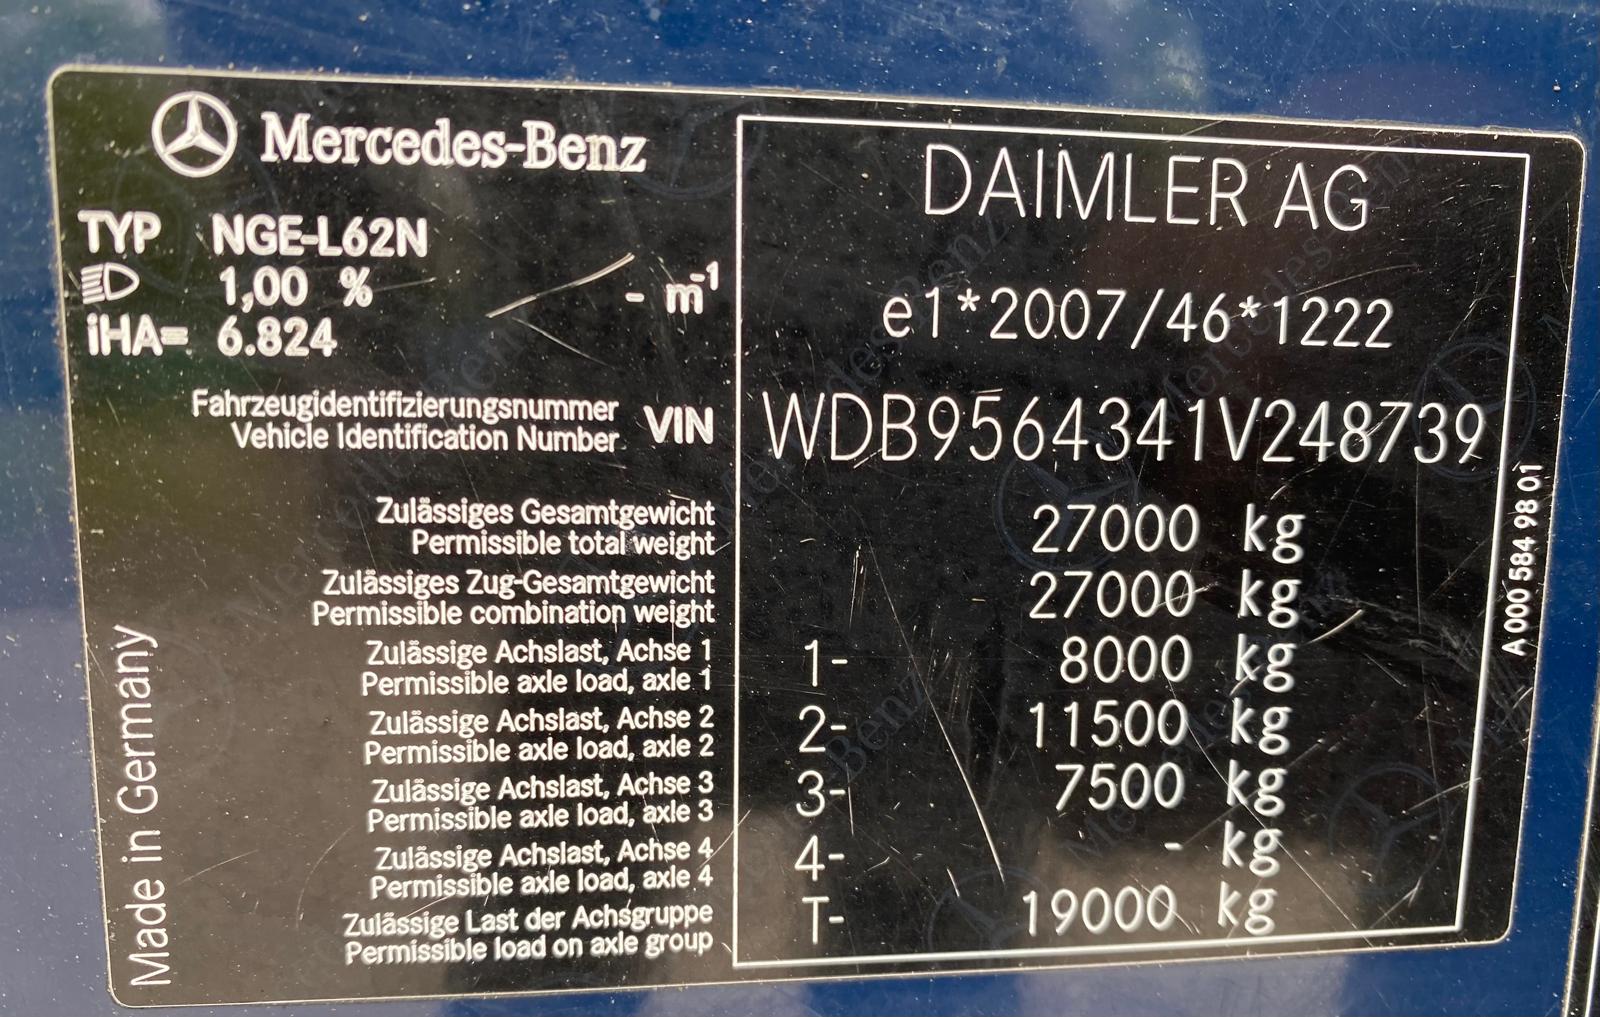 Mercedes-Benz
TYP NGE-L62N
1,00 % - m⁻¹
iHA= 6.824
DAIMLER AG
e1*2007/46*1222
Fahrzeugidentifizierungsnummer
Vehicle Identification Number
VIN WDB9564341V248739
Zulässiges Gesamtgewicht
Permissible total weight
27000 kg
Zulässiges Zug-Gesamtgewicht
Permissible combination weight
27000 kg
Zulässige Achslast, Achse 1
Permissible axle load, axle 1
1- 8000 kg
Zulässige Achslast, Achse 2
Permissible axle load, axle 2
2- 11500 kg
Zulässige Achslast, Achse 3
Permissible axle load, axle 3
3- 7500 kg
Zulässige Achslast, Achse 4
Permissible axle load, axle 4
4- - kg
Zulässige Last der Achsgruppe
Permissible load on axle group
T- 19000 kg
Made in Germany
A 000 584 98 01